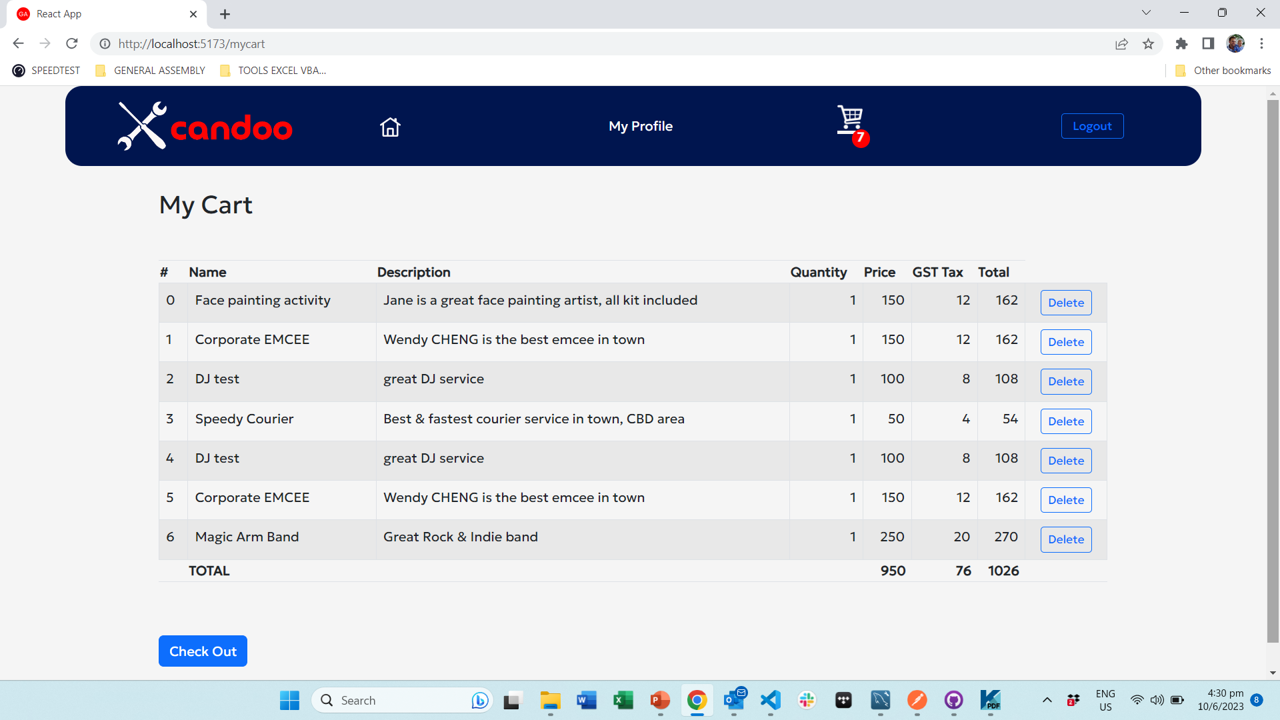 GA React App
http://localhost:5173/mycart
SPEEDTEST GENERAL ASSEMBLY TOOLS EXCEL VBA... Other bookmarks
candoo My Profile 7 Logout
My Cart
# Name Description Quantity Price GST Tax Total
0 Face painting activity Jane is a great face painting artist, all kit included 1 150 12 162 Delete
1 Corporate EMCEE Wendy CHENG is the best emcee in town 1 150 12 162 Delete
2 DJ test great DJ service 1 100 8 108 Delete
3 Speedy Courier Best & fastest courier service in town, CBD area 1 50 4 54 Delete
4 DJ test great DJ service 1 100 8 108 Delete
5 Corporate EMCEE Wendy CHENG is the best emcee in town 1 150 12 162 Delete
6 Magic Arm Band Great Rock & Indie band 1 250 20 270 Delete
TOTAL 950 76 1026
Check Out
Search ENG 4:30 pm
US 10/6/2023 8